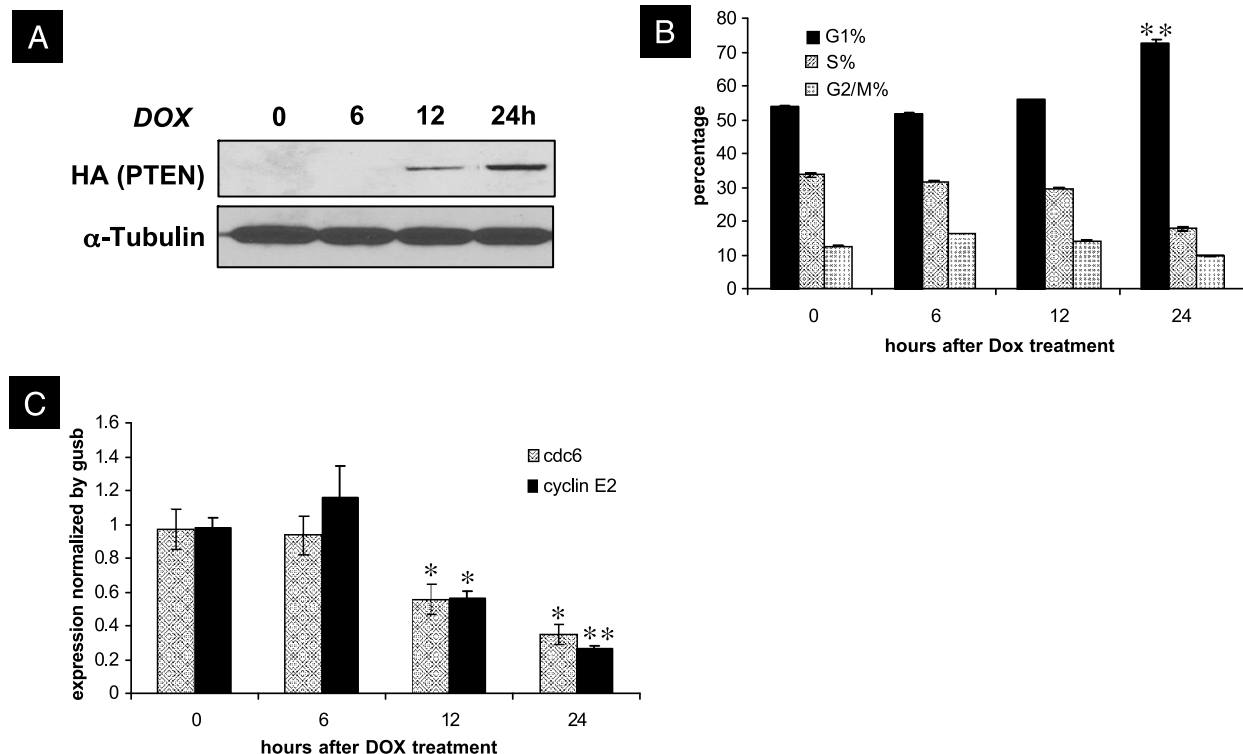 A
DOX 0 6 12 24h
HA (PTEN)
α-Tubulin
B
80
70
60
50
40
30
20
10
0
percentage
G1%
S%
G2/M%
**
0 6 12 24
hours after Dox treatment
C
1.6
1.4
1.2
1
0.8
0.6
0.4
0.2
0
expression normalized by gusb
cdc6
cyclin E2
* *
* **
0 6 12 24
hours after DOX treatment